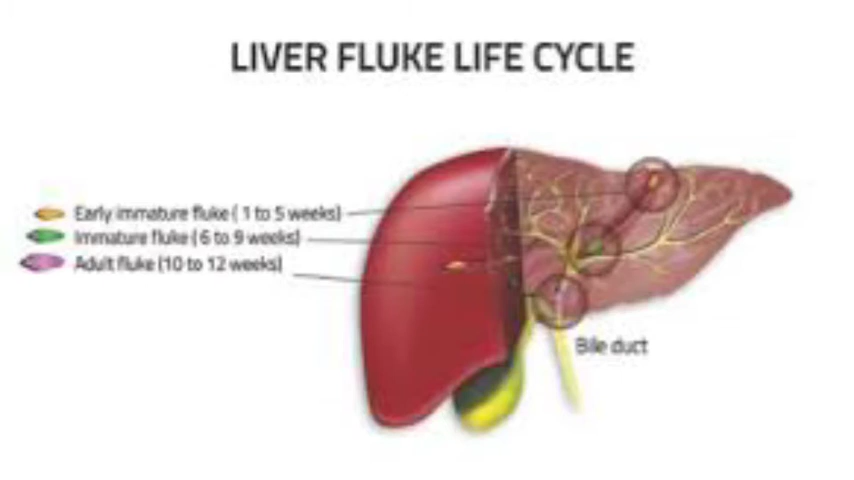 LIVER FLUKE LIFE CYCLE
Early immature fluke ( 1 to 5 weeks)
Immature fluke (6 to 9 weeks)
Adult fluke (10 to 12 weeks)
Bile duct